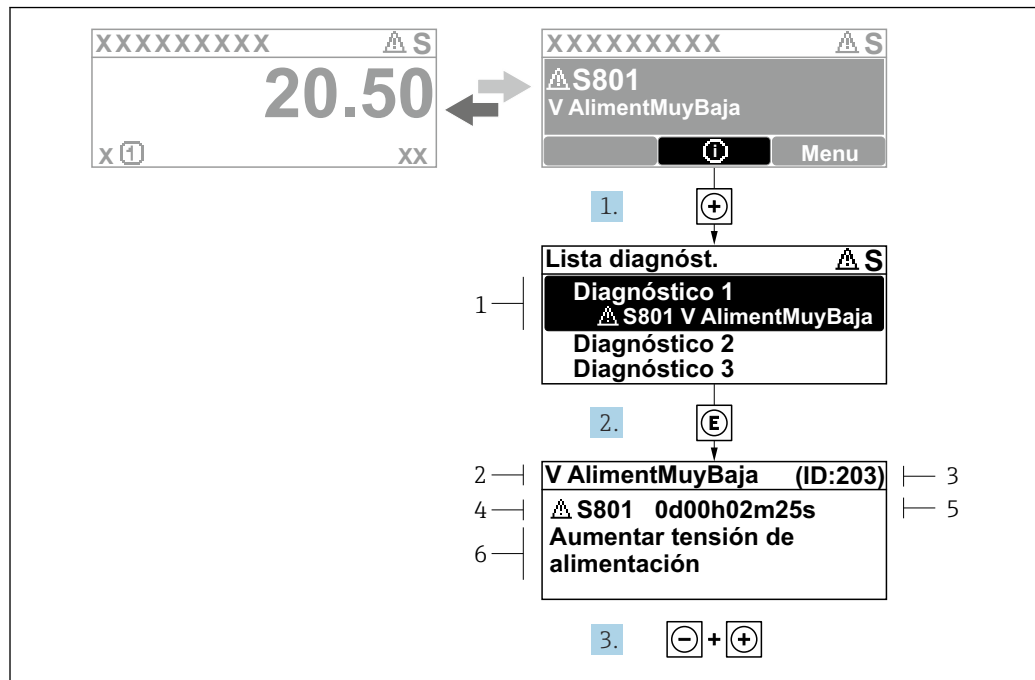 XXXXXXXXX ⚠ S
20.50
x ① xx
XXXXXXXXX ⚠ S
⚠ S801
V AlimentMuyBaja
ⓘ Menu
1. +
Lista diagnóst. ⚠ S
1
Diagnóstico 1
⚠ S801 V AlimentMuyBaja
Diagnóstico 2
Diagnóstico 3
2. E
2 V AlimentMuyBaja (ID:203) 3
4 ⚠ S801 0d00h02m25s 5
6 Aumentar tensión de
alimentación
3. − + +